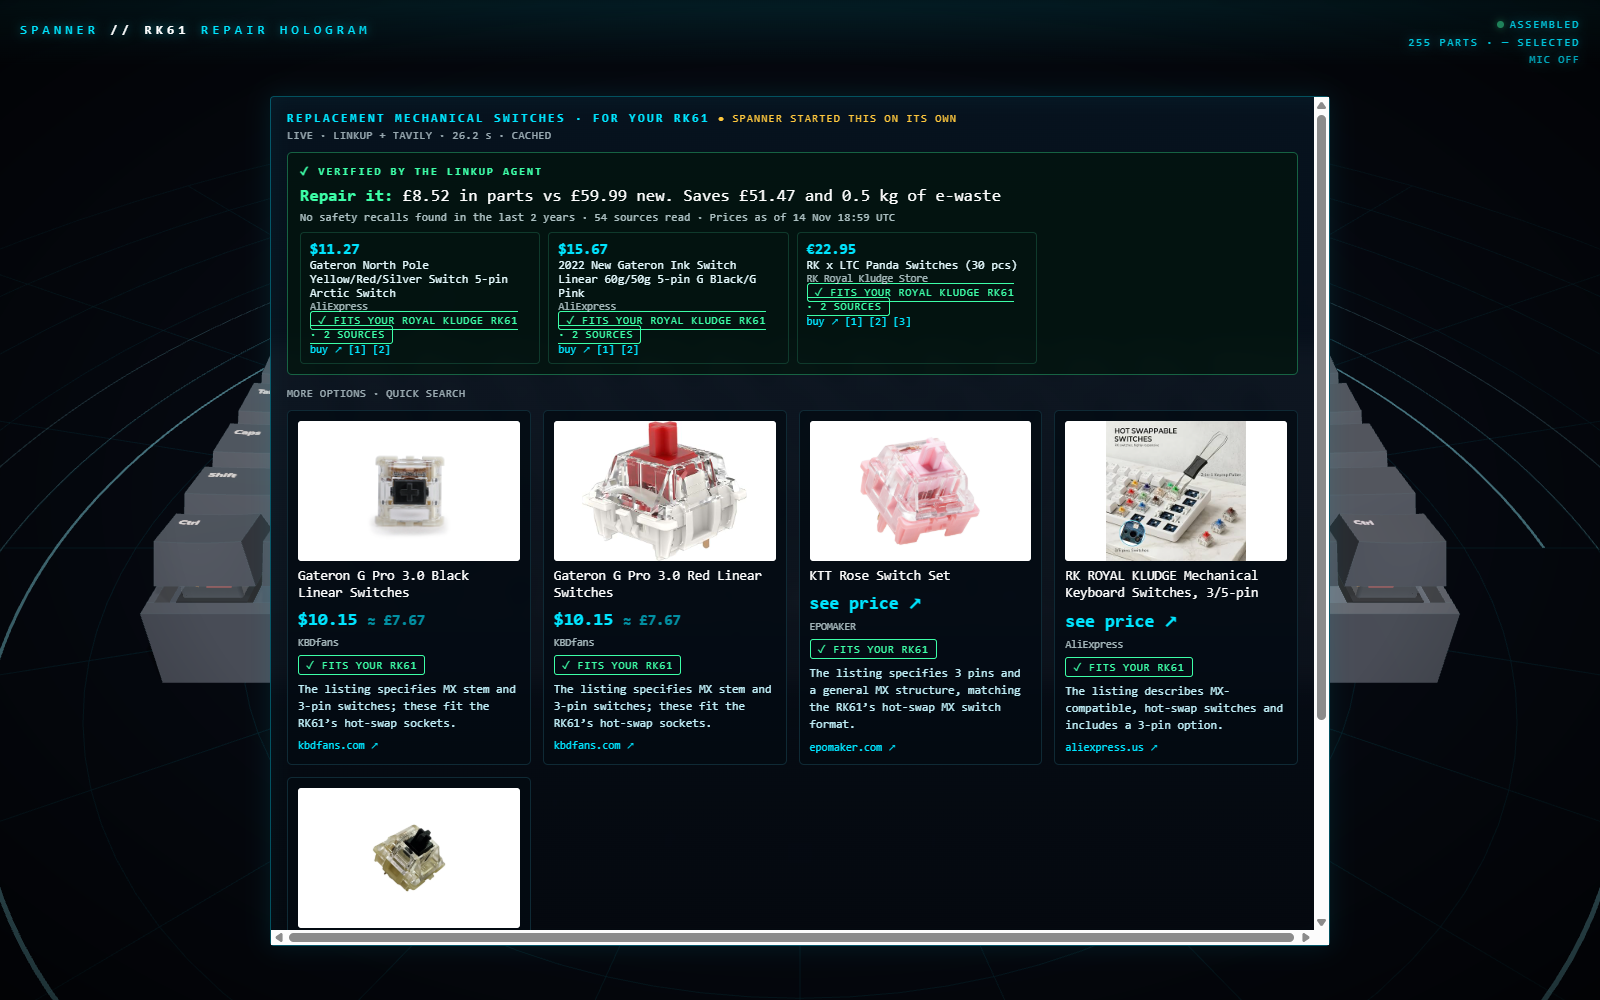 SPANNER // RK61 REPAIR HOLOGRAM
ASSEMBLED
255 PARTS · — SELECTED
MIC OFF
REPLACEMENT MECHANICAL SWITCHES · FOR YOUR RK61 ● SPANNER STARTED THIS ON ITS OWN
LIVE · LINKUP + TAVILY · 26.2 s · CACHED
✓ VERIFIED BY THE LINKUP AGENT
Repair it: £8.52 in parts vs £59.99 new. Saves £51.47 and 0.5 kg of e-waste
No safety recalls found in the last 2 years · 54 sources read · Prices as of 14 Nov 18:59 UTC
$11.27
Gateron North Pole
Yellow/Red/Silver Switch 5-pin
Arctic Switch
AliExpress
✓ FITS YOUR ROYAL KLUDGE RK61
· 2 SOURCES
buy ↗ [1] [2]
$15.67
2022 New Gateron Ink Switch
Linear 60g/50g 5-pin G Black/G
Pink
AliExpress
✓ FITS YOUR ROYAL KLUDGE RK61
· 2 SOURCES
buy ↗ [1] [2]
€22.95
RK x LTC Panda Switches (30 pcs)
RK Royal Kludge Store
✓ FITS YOUR ROYAL KLUDGE RK61
· 2 SOURCES
buy ↗ [1] [2] [3]
MORE OPTIONS · QUICK SEARCH
Gateron G Pro 3.0 Black
Linear Switches
$10.15 ≈ £7.67
KBDfans
✓ FITS YOUR RK61
The listing specifies MX stem and
3-pin switches; these fit the
RK61’s hot-swap sockets.
kbdfans.com ↗
Gateron G Pro 3.0 Red Linear
Switches
$10.15 ≈ £7.67
KBDfans
✓ FITS YOUR RK61
The listing specifies MX stem and
3-pin switches; these fit the
RK61’s hot-swap sockets.
kbdfans.com ↗
KTT Rose Switch Set
see price ↗
EPOMAKER
✓ FITS YOUR RK61
The listing specifies 3 pins and
a general MX structure, matching
the RK61’s hot-swap MX switch
format.
epomaker.com ↗
HOT SWAPPABLE
SWITCHES
RK ROYAL KLUDGE Mechanical
Keyboard Switches, 3/5-pin
see price ↗
AliExpress
✓ FITS YOUR RK61
The listing describes MX-
compatible, hot-swap switches and
includes a 3-pin option.
aliexpress.us ↗
Caps
Shift
Ctrl
Ctrl